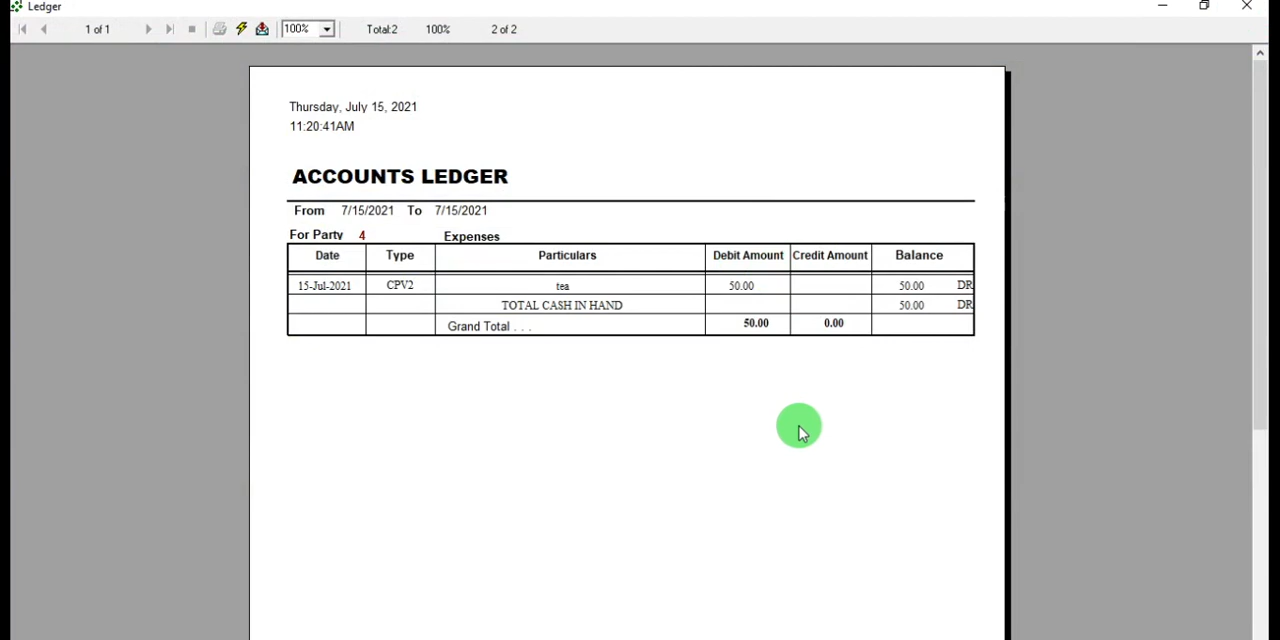 Ledger
1 of 1 100% Total:2 100% 2 of 2
Thursday, July 15, 2021
11:20:41AM
ACCOUNTS LEDGER
From 7/15/2021 To 7/15/2021
For Party 4 Expenses
Date Type Particulars Debit Amount Credit Amount Balance
15-Jul-2021 CPV2 tea 50.00 50.00 DR
TOTAL CASH IN HAND 50.00 DR
Grand Total . . . 50.00 0.00